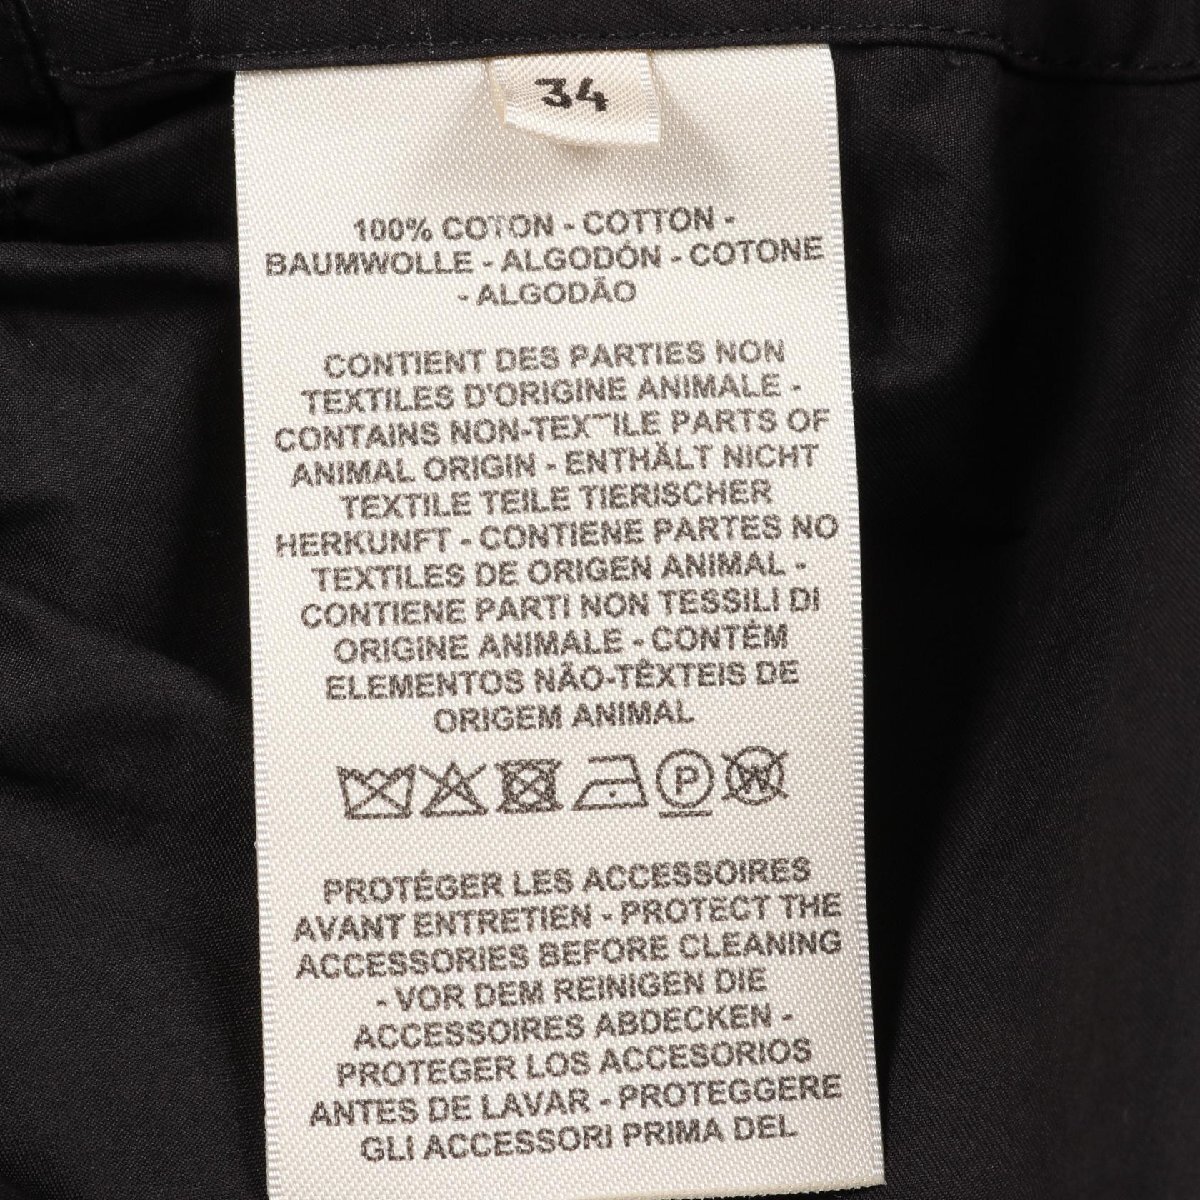 34
100% COTON - COTTON -
BAUMWOLLE - ALGODÓN - COTONE
- ALGODÃO
CONTIENT DES PARTIES NON
TEXTILES D'ORIGINE ANIMALE -
CONTAINS NON-TEXTILE PARTS OF
ANIMAL ORIGIN - ENTHÄLT NICHT
TEXTILE TEILE TIERISCHER
HERKUNFT - CONTIENE PARTES NO
TEXTILES DE ORIGEN ANIMAL -
CONTIENE PARTI NON TESSILI DI
ORIGINE ANIMALE - CONTÉM
ELEMENTOS NÃO-TÊXTEIS DE
ORIGEM ANIMAL
P W
PROTÉGER LES ACCESSOIRES
AVANT ENTRETIEN - PROTECT THE
ACCESSORIES BEFORE CLEANING
- VOR DEM REINIGEN DIE
ACCESSOIRES ABDECKEN -
PROTEGER LOS ACCESORIOS
ANTES DE LAVAR - PROTEGGERE
GLI ACCESSORI PRIMA DEL